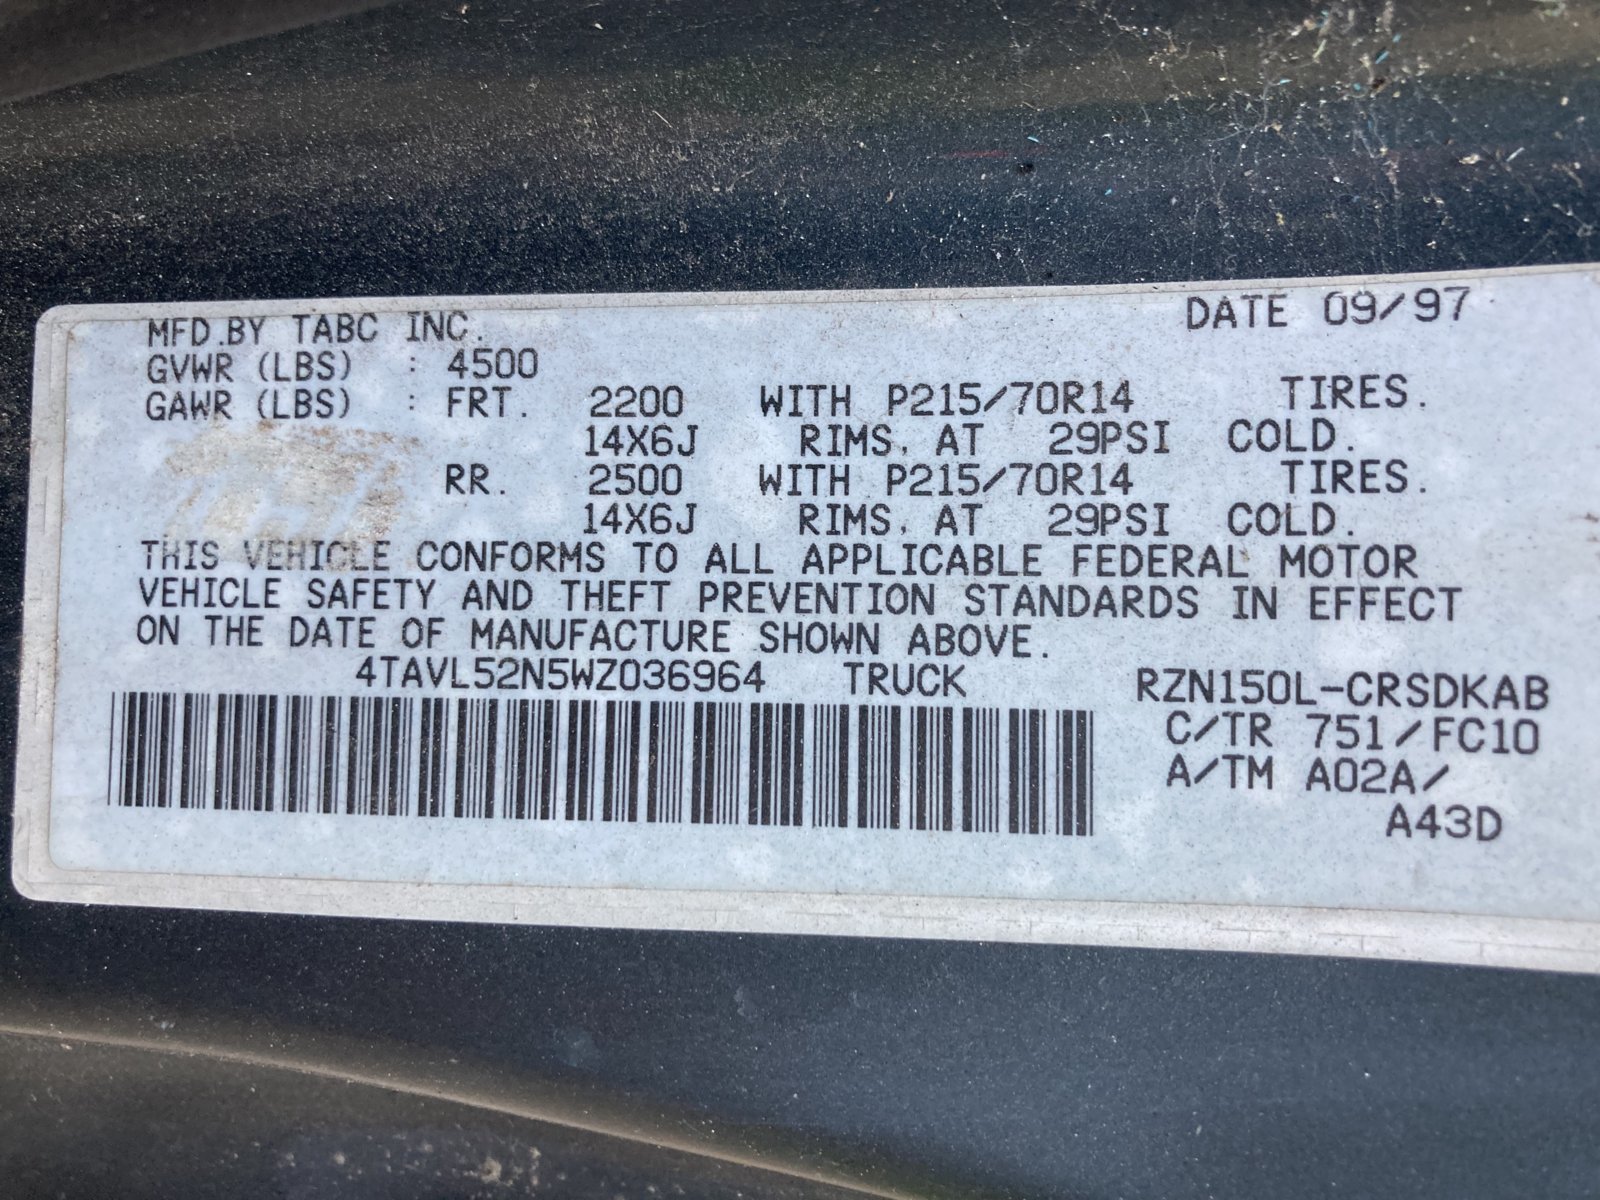 MFD.BY TABC INC. DATE 09/97
GVWR (LBS) : 4500
GAWR (LBS) : FRT. 2200 WITH P215/70R14 TIRES.
14X6J RIMS, AT 29PSI COLD.
RR. 2500 WITH P215/70R14 TIRES.
14X6J RIMS, AT 29PSI COLD.
THIS VEHICLE CONFORMS TO ALL APPLICABLE FEDERAL MOTOR
VEHICLE SAFETY AND THEFT PREVENTION STANDARDS IN EFFECT
ON THE DATE OF MANUFACTURE SHOWN ABOVE.
4TAVL52N5WZ036964 TRUCK RZN150L-CRSDKAB
C/TR 751/FC10
A/TM A02A/
A43D